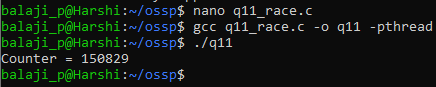 balaji_p@Harshi:~/ossp$ nano q11_race.c
balaji_p@Harshi:~/ossp$ gcc q11_race.c -o q11 -pthread
balaji_p@Harshi:~/ossp$ ./q11
Counter = 150829
balaji_p@Harshi:~/ossp$